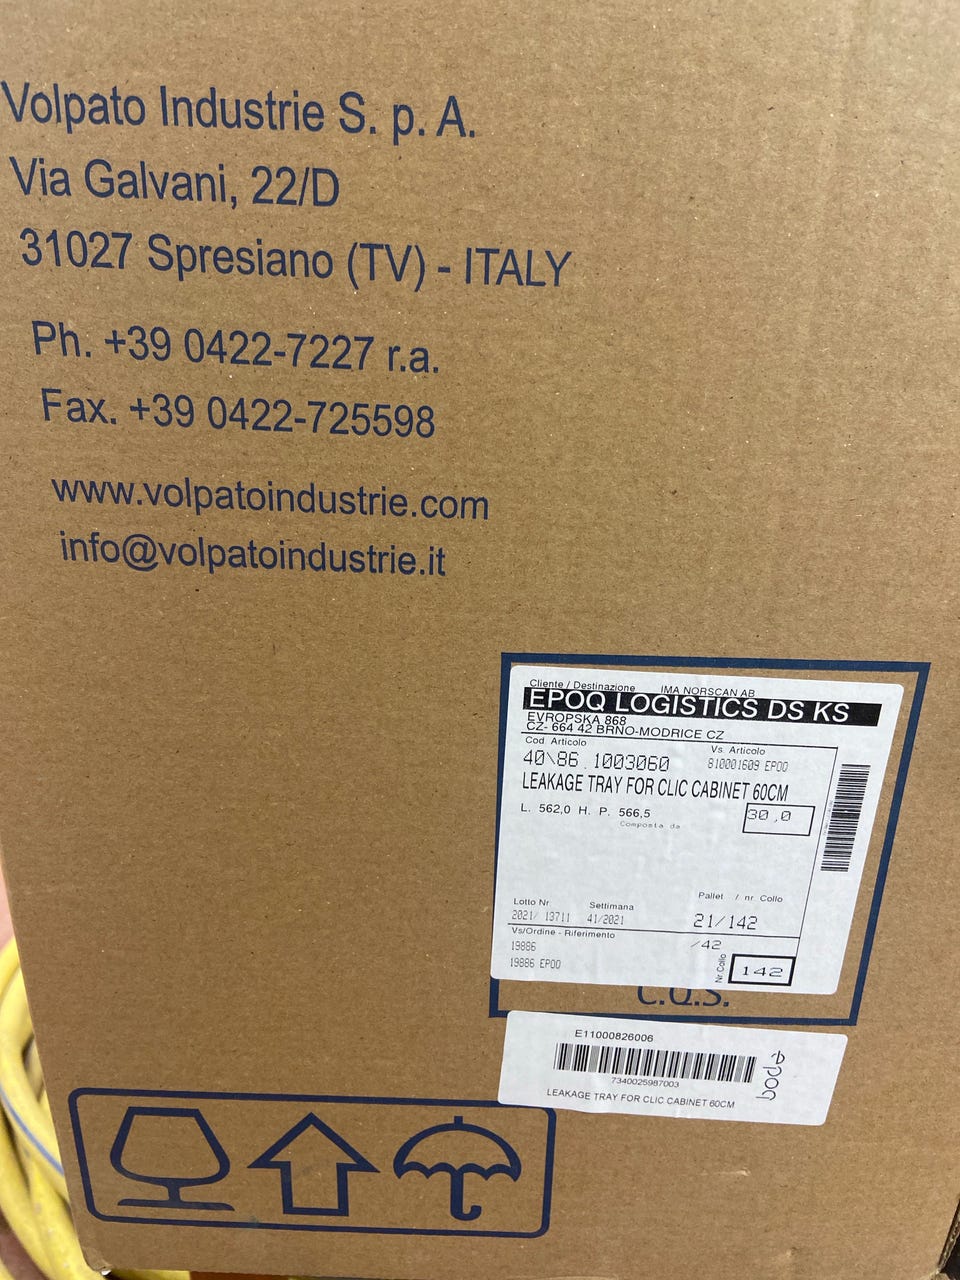 Volpato Industrie S. p. A.
Via Galvani, 22/D
31027 Spresiano (TV) - ITALY
Ph. +39 0422-7227 r.a.
Fax. +39 0422-725598
www.volpatoindustrie.com
info@volpatoindustrie.it
Cliente / Destinazione IMA NORSCAN AB
EPOQ LOGISTICS DS KS
EVROPSKA 868
CZ- 664 42 BRNO-MODRICE CZ
Cod. Articolo Vs. Articolo
40\86 .1003060 810001609 EPOQ
LEAKAGE TRAY FOR CLIC CABINET 60CM
L. 562,0 H. P. 566,5 30 ,0
Composta da
Lotto Nr Settimana Pallet / nr Collo
2021/ 13711 41/2021 21/142
Vs/Ordine - Riferimento
19886 /42
19886 EPOQ Nr.Collo 142
C.Q.S.
E11000826006
7340025987003
LEAKAGE TRAY FOR CLIC CABINET 60CM
epoq